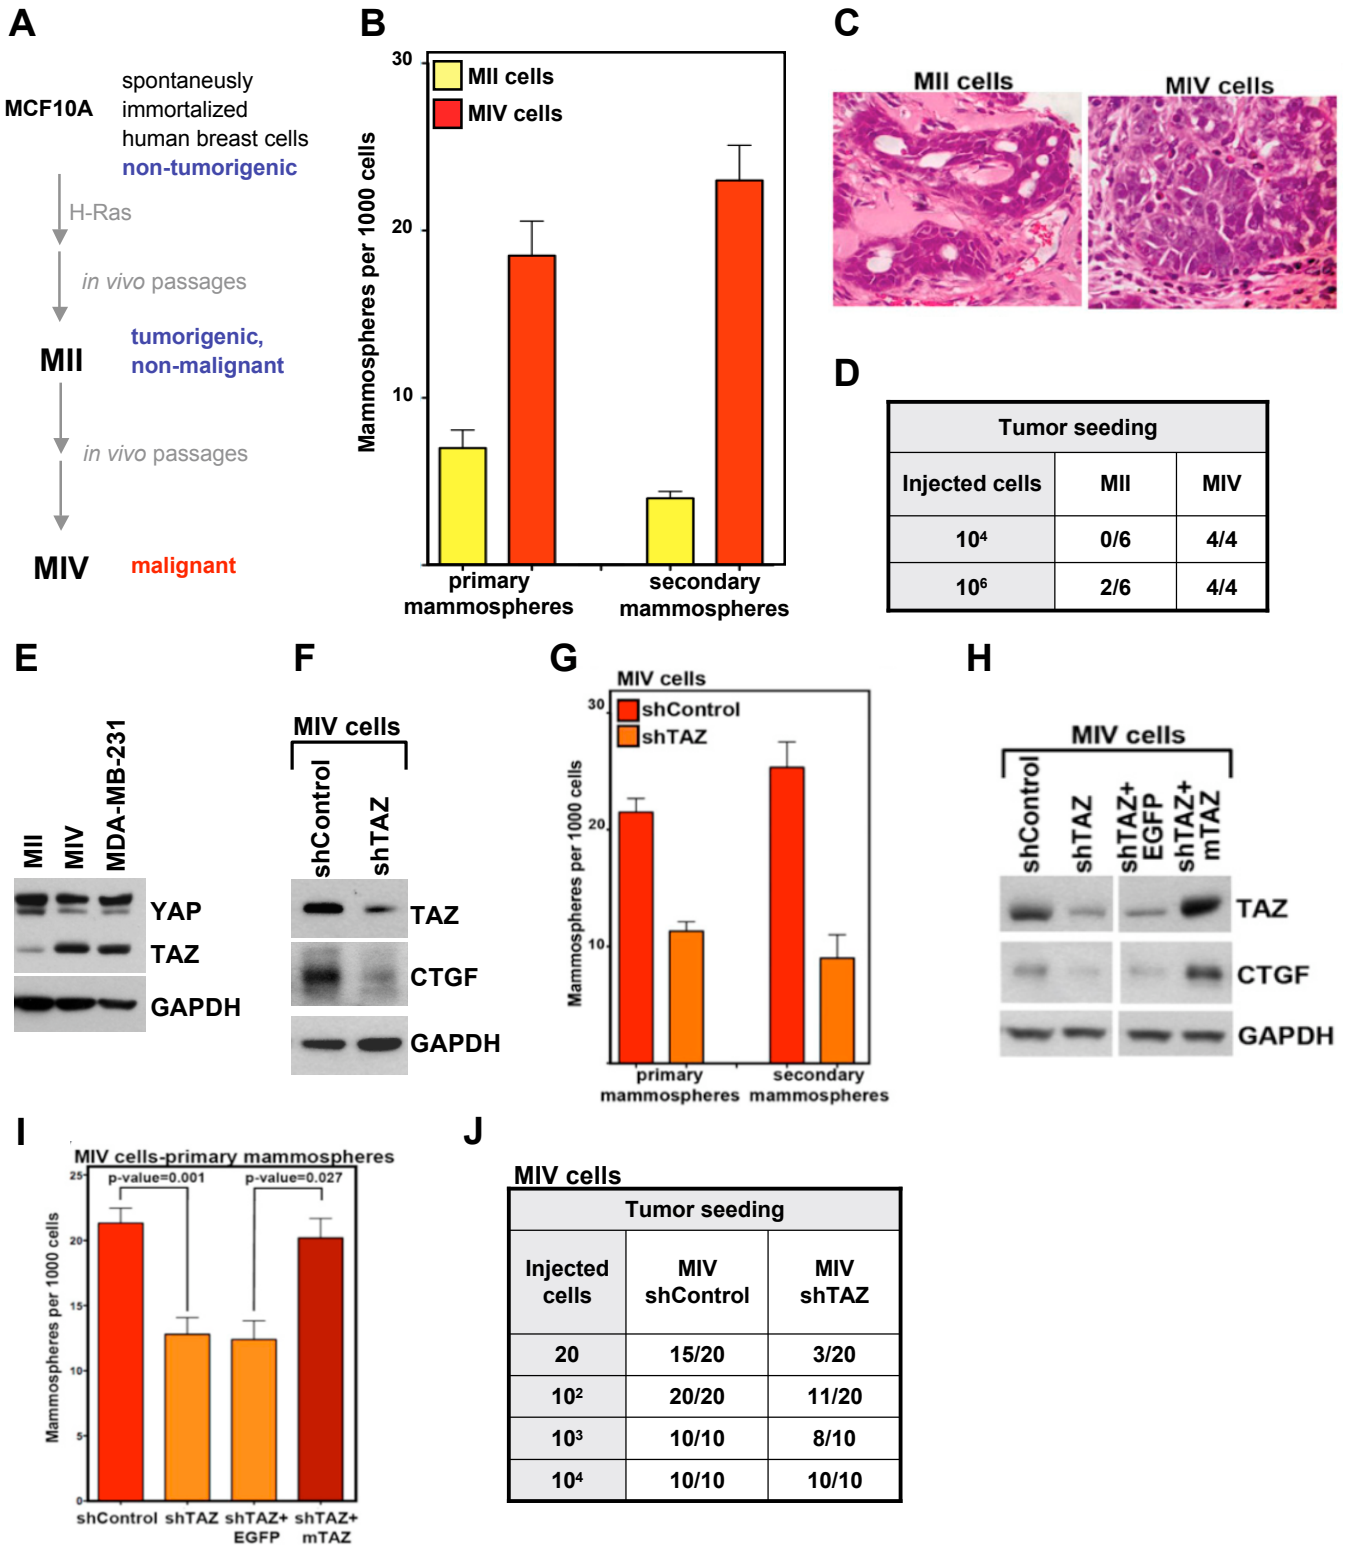 A
MCF10A
spontaneusly
immortalized
human breast cells
non-tumorigenic
H-Ras
in vivo passages
MII
tumorigenic,
non-malignant
in vivo passages
MIV
malignant
B
Mammospheres per 1000 cells
30
20
10
MII cells
MIV cells
primary
mammospheres
secondary
mammospheres
C
MII cells
MIV cells
D
Tumor seeding
Injected cells MII MIV
10⁴ 0/6 4/4
10⁶ 2/6 4/4
E
MII
MIV
MDA-MB-231
YAP
TAZ
GAPDH
F
MIV cells
shControl
shTAZ
TAZ
CTGF
GAPDH
G
MIV cells
Mammospheres per 1000 cells
30
20
10
shControl
shTAZ
primary
mammospheres
secondary
mammospheres
H
MIV cells
shControl
shTAZ
shTAZ+
EGFP
shTAZ+
mTAZ
TAZ
CTGF
GAPDH
I
MIV cells-primary mammospheres
p-value=0.001 p-value=0.027
Mammospheres per 1000 cells
25
20
15
10
5
0
shControl shTAZ shTAZ+ shTAZ+
EGFP mTAZ
J
MIV cells
Tumor seeding
Injected MIV MIV
cells shControl shTAZ
20 15/20 3/20
10² 20/20 11/20
10³ 10/10 8/10
10⁴ 10/10 10/10